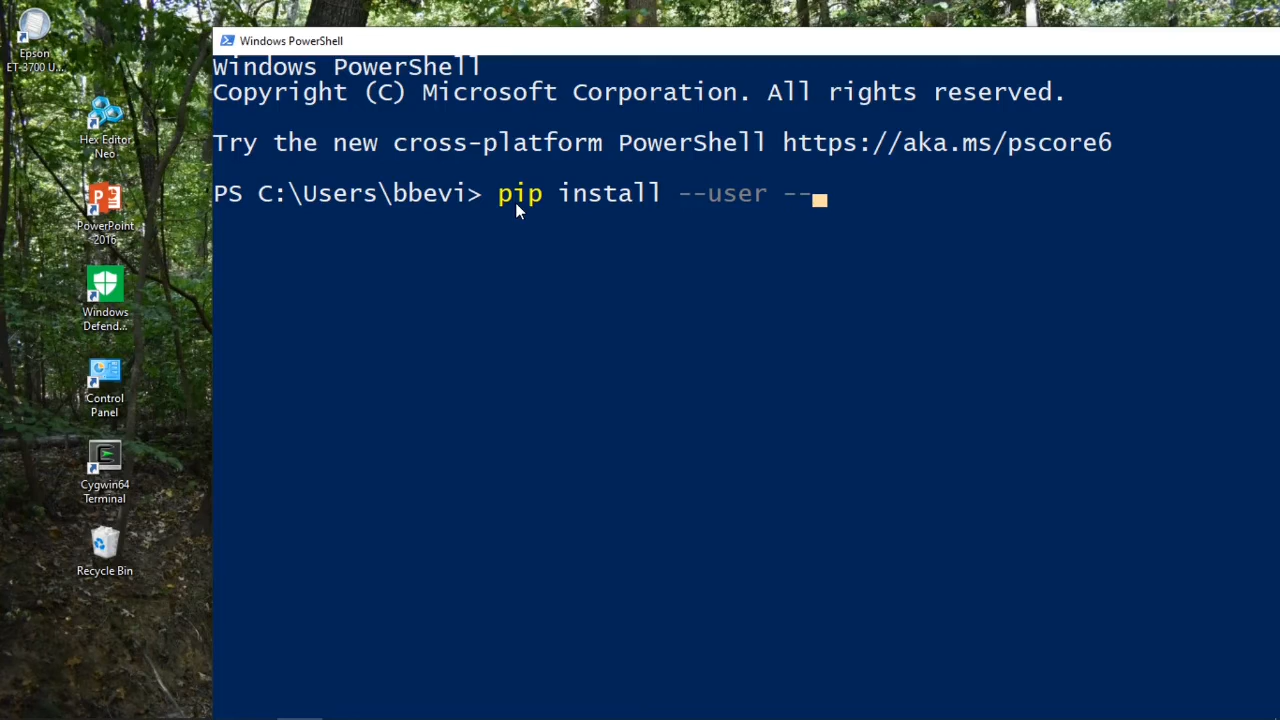 Epson
ET-3700 U...
Hex Editor
Neo
PowerPoint
2016
Windows
Defend...
Control
Panel
Cygwin64
Terminal
Recycle Bin
Windows PowerShell
Windows PowerShell
Copyright (C) Microsoft Corporation. All rights reserved.
Try the new cross-platform PowerShell https://aka.ms/pscore6
PS C:\Users\bbevi> pip install --user --